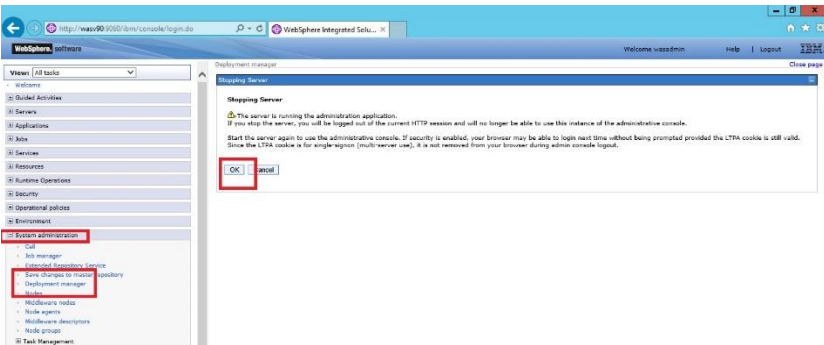 http://wasv90:9060/ibm/console/login.do
WebSphere Integrated Solu...
WebSphere. software
Welcome wasadmin
Help | Logout
IBM
View: All tasks
Deployment manager
Close page
Welcome
Guided Activities
Servers
Applications
Jobs
Services
Resources
Runtime Operations
Security
Operational policies
Environment
System administration
Cell
Job manager
Extended Repository Service
Save changes to master repository
Deployment manager
Nodes
Middleware nodes
Node agents
Middleware descriptors
Node groups
Task Management
Stopping Server
Stopping Server
The server is running the administration application.
If you stop the server, you will be logged out of the current HTTP session and will no longer be able to use this instance of the administrative console.
Start the server again to use the administrative console. If security is enabled, your browser may be able to login next time without being prompted provided the LTPA cookie is still valid.
Since the LTPA cookie is for single-signon (multi-server use), it is not removed from your browser during admin console logout.
OK
Cancel